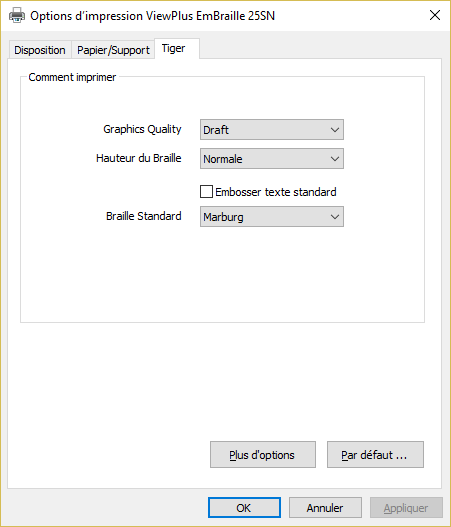 Options d'impression ViewPlus EmBraille 25SN
Disposition Papier/Support Tiger
Comment imprimer
Graphics Quality Draft
Hauteur du Braille Normale
Embosser texte standard
Braille Standard Marburg
Plus d'options Par défaut ...
OK Annuler Appliquer